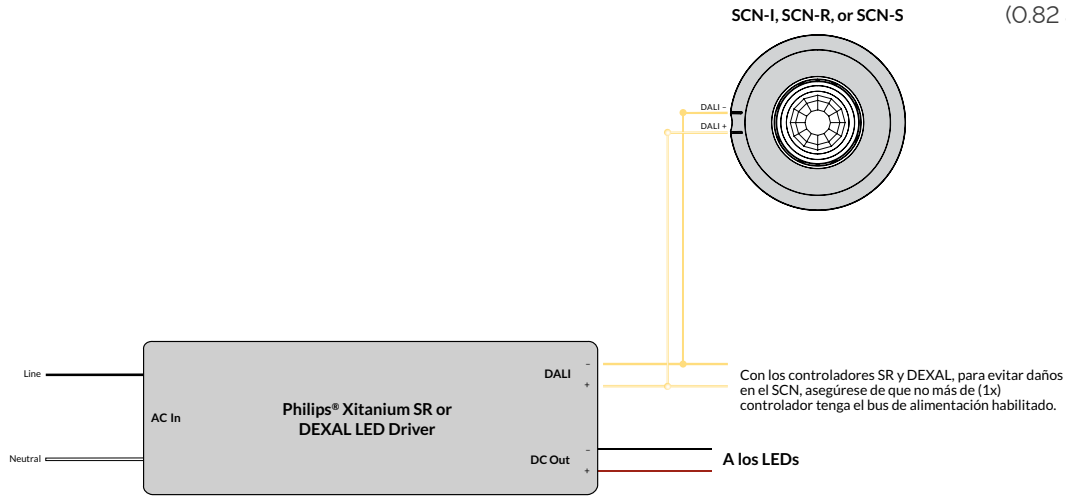 SCN-I, SCN-R, or SCN-S
(0.82
DALI –
DALI +
Line
AC In
Neutral
Philips® Xitanium SR or
DEXAL LED Driver
DALI
–
+
DC Out
–
+
Con los controladores SR y DEXAL, para evitar daños
en el SCN, asegúrese de que no más de (1x)
controlador tenga el bus de alimentación habilitado.
A los LEDs